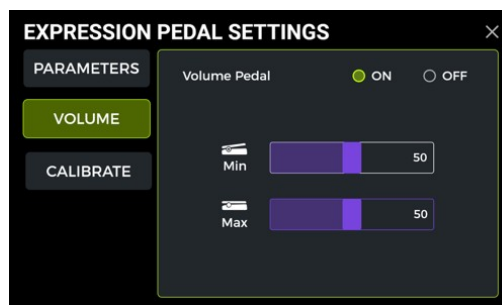 EXPRESSION PEDAL SETTINGS
PARAMETERS
Volume Pedal ON OFF
VOLUME
Min 50
CALIBRATE
Max 50